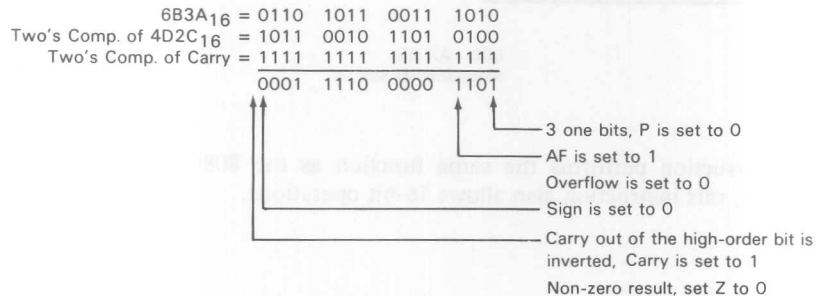 6B3A16 = 0110 1011 0011 1010
Two's Comp. of 4D2C16 = 1011 0010 1101 0100
Two's Comp. of Carry = 1111 1111 1111 1111
0001 1110 0000 1101
3 one bits, P is set to 0
AF is set to 1
Overflow is set to 0
Sign is set to 0
Carry out of the high-order bit is
inverted, Carry is set to 1
Non-zero result, set Z to 0